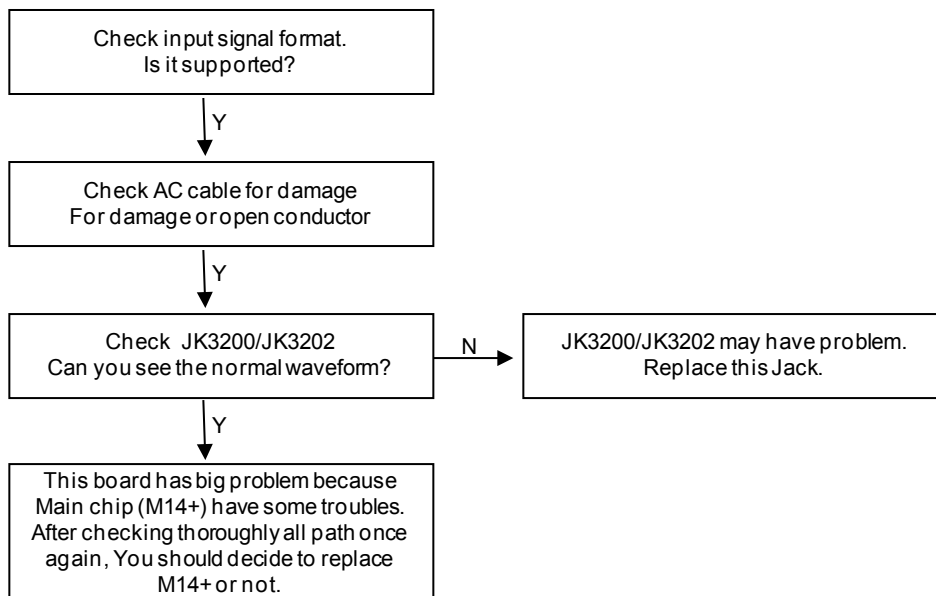 Check input signal format.
Is it supported?
Y
Check AC cable for damage
For damage or open conductor
Y
Check JK3200/JK3202
Can you see the normal waveform?
N
JK3200/JK3202 may have problem.
Replace this Jack.
Y
This board has big problem because
Main chip (M14+) have some troubles.
After checking thoroughly all path once
again, You should decide to replace
M14+ or not.